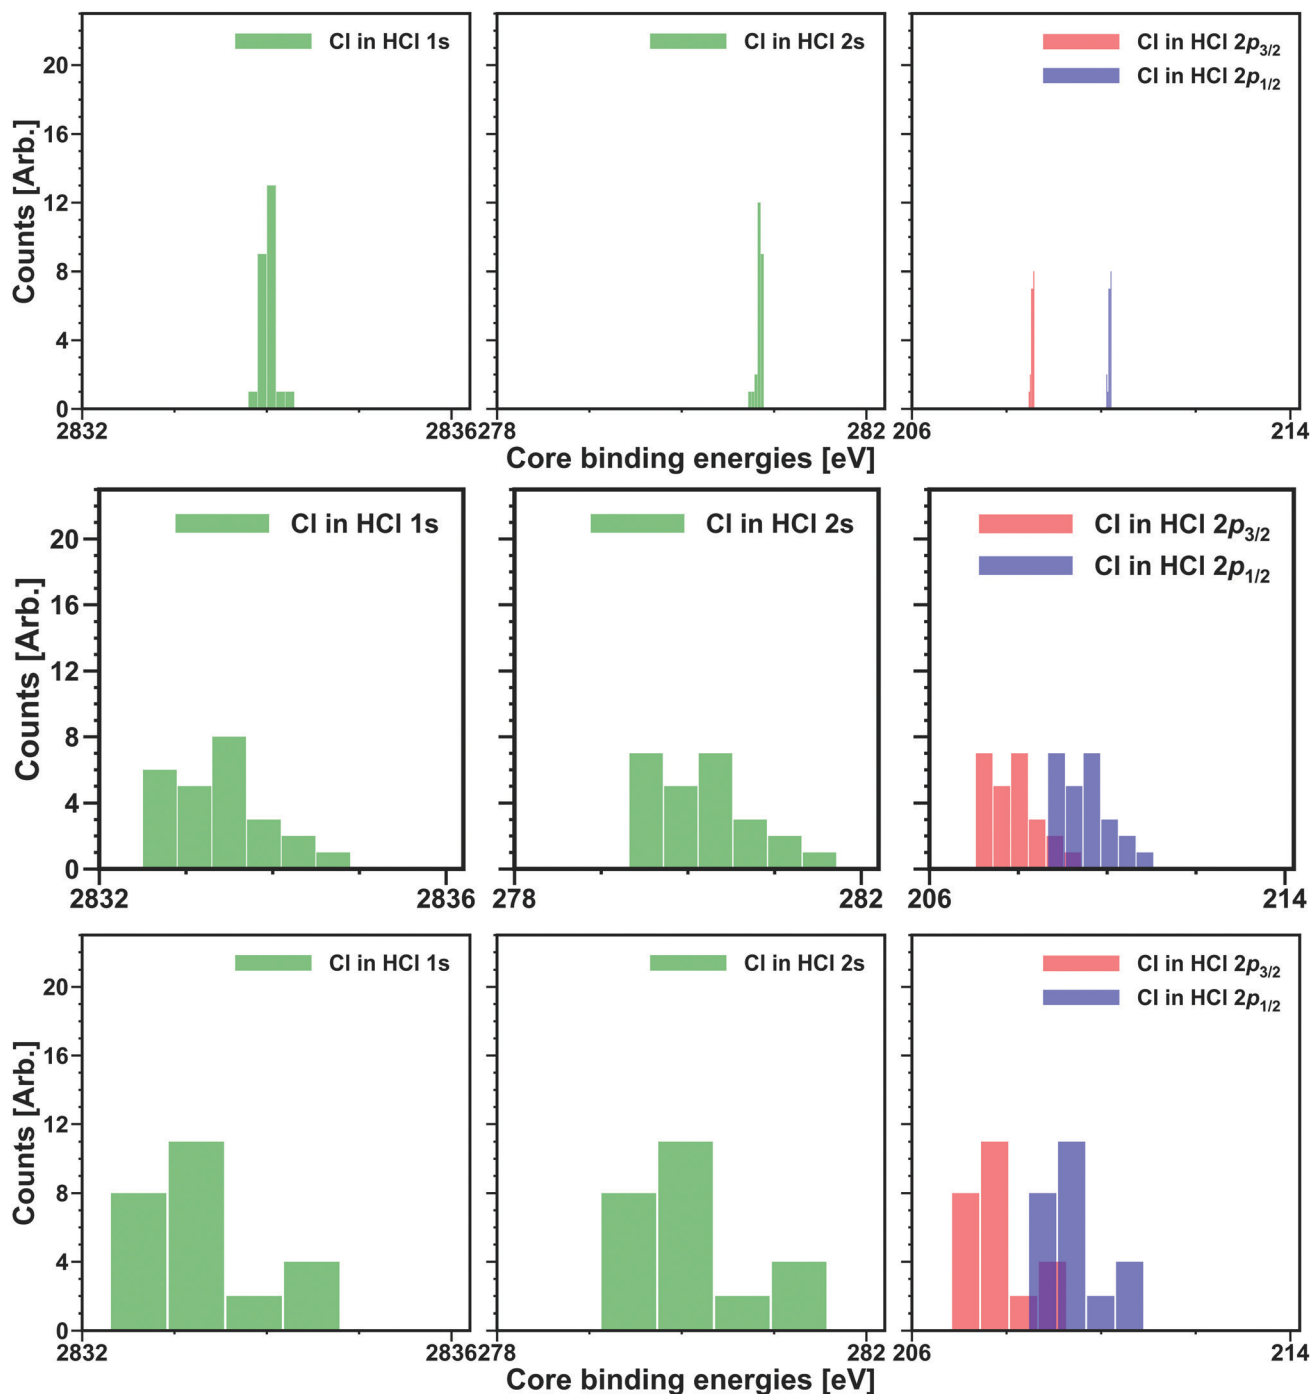 Cl in HCl 1s
Cl in HCl 2s
Cl in HCl 2p3/2
Cl in HCl 2p1/2
Counts [Arb.]
20
16
12
8
4
0
2832
2836
278
282
206
214
Core binding energies [eV]
Cl in HCl 1s
Cl in HCl 2s
Cl in HCl 2p3/2
Cl in HCl 2p1/2
Counts [Arb.]
20
16
12
8
4
0
2832
2836
278
282
206
214
Cl in HCl 1s
Cl in HCl 2s
Cl in HCl 2p3/2
Cl in HCl 2p1/2
Counts [Arb.]
20
16
12
8
4
0
2832
2836
278
282
206
214
Core binding energies [eV]